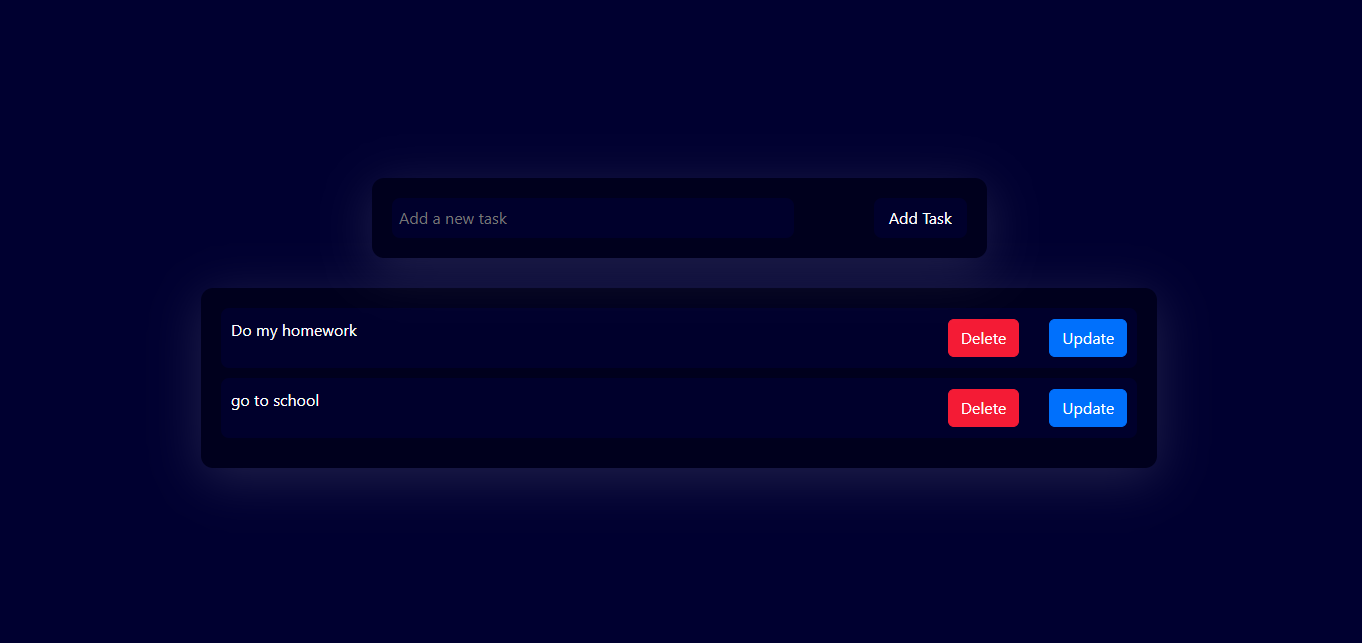 Add a new task
Add Task
Do my homework
Delete
Update
go to school
Delete
Update